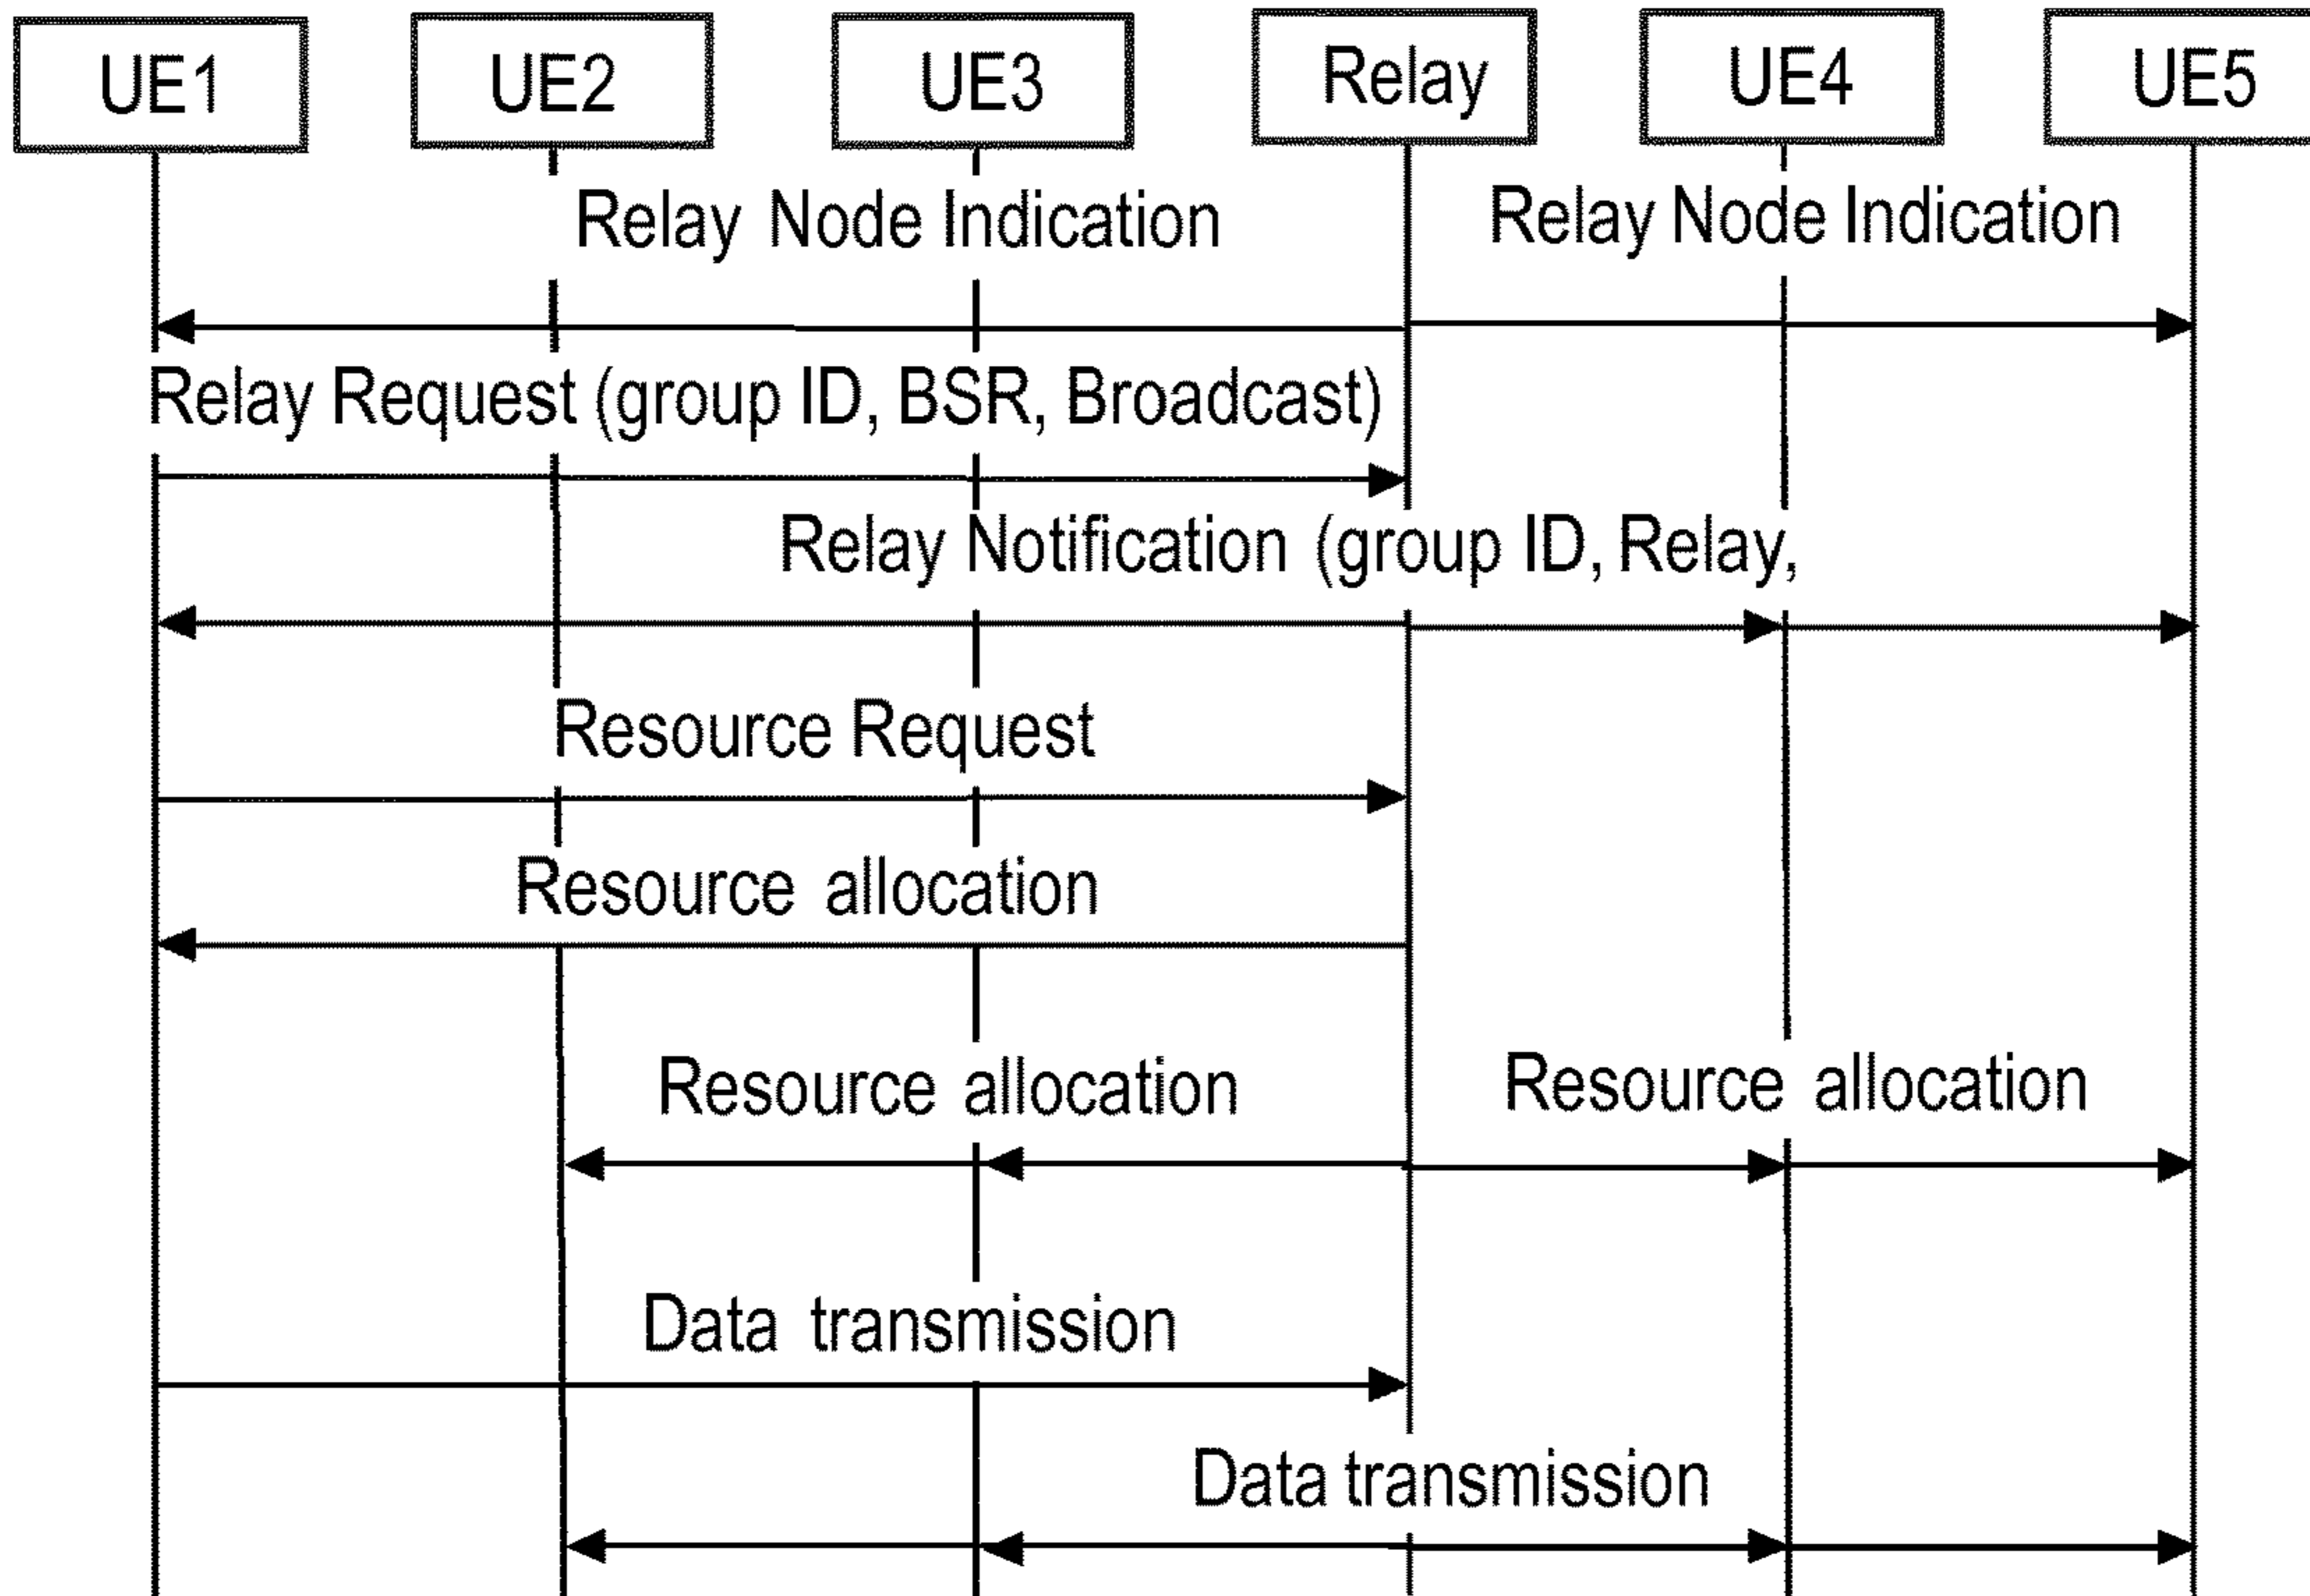 UE1 UE2 UE3 Relay UE4 UE5
Relay Node Indication Relay Node Indication
Relay Request (group ID, BSR, Broadcast)
Relay Notification (group ID, Relay,
Resource Request
Resource allocation
Resource allocation Resource allocation
Data transmission
Data transmission